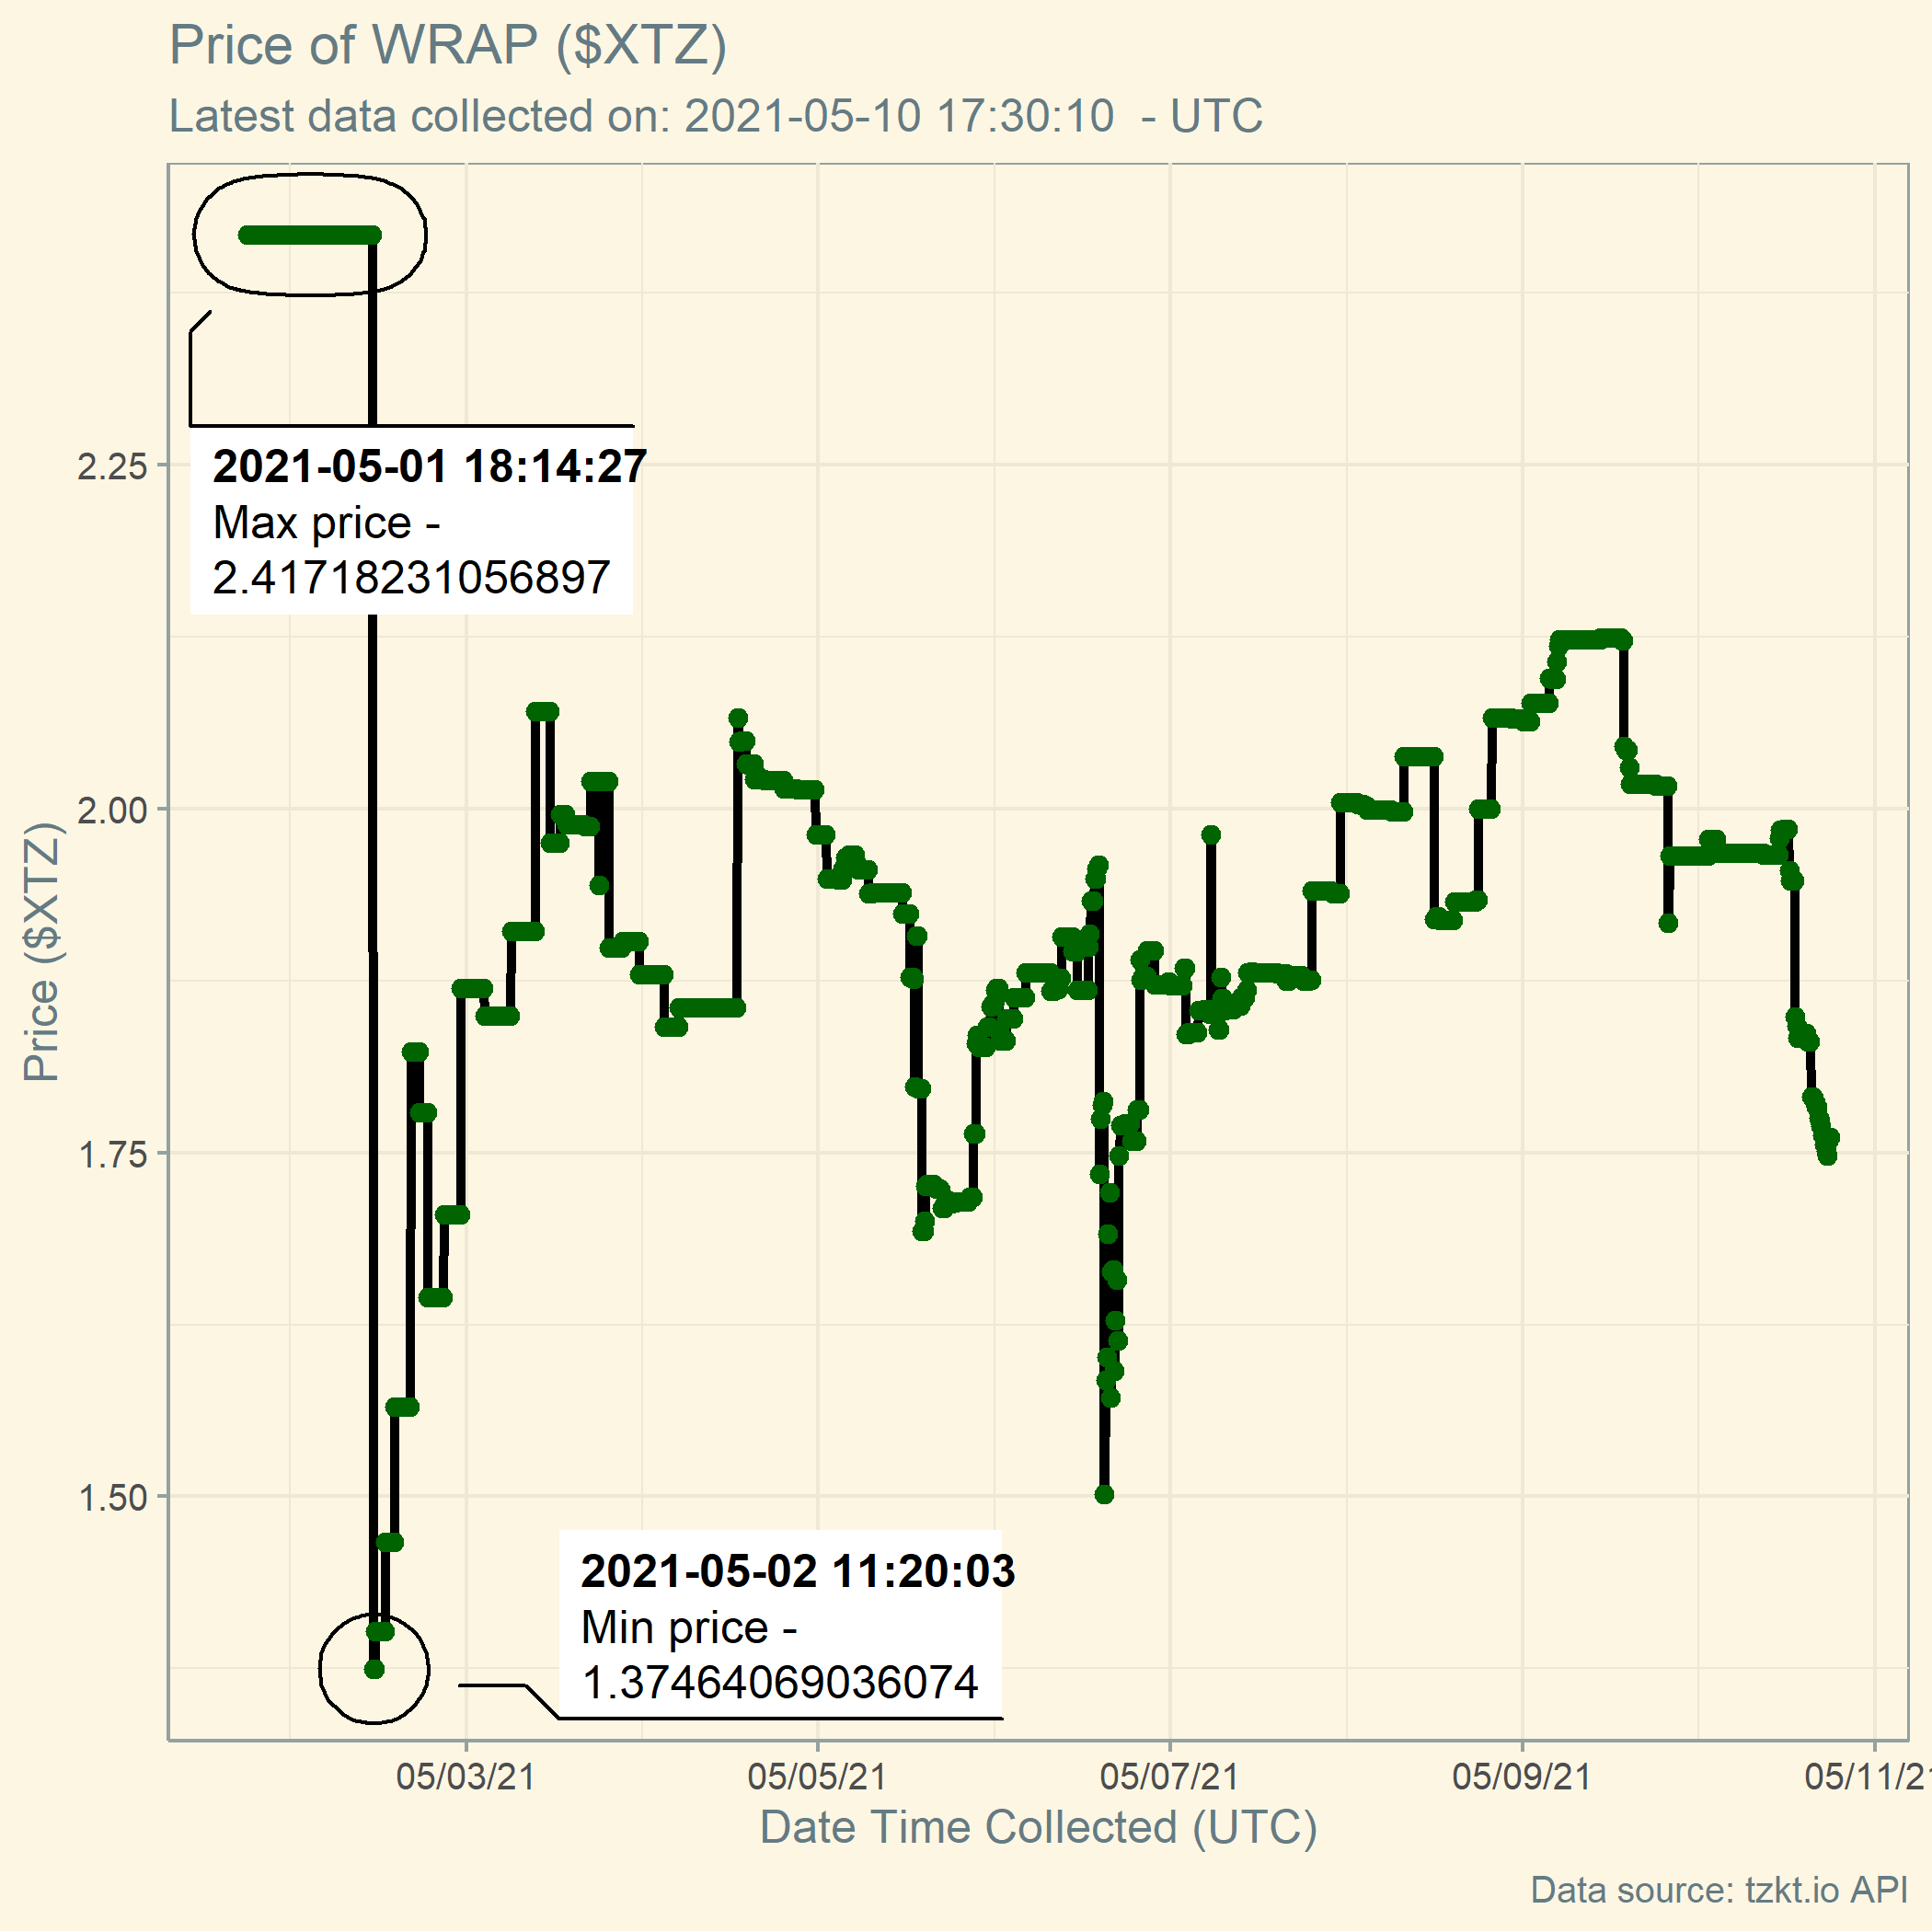 Price of WRAP ($XTZ)
Latest data collected on: 2021-05-10 17:30:10  - UTC
2021-05-01 18:14:27
Max price -
2.41718231056897
2021-05-02 11:20:03
Min price -
1.37464069036074
Price ($XTZ)
2.25
2.00
1.75
1.50
05/03/21
05/05/21
05/07/21
05/09/21
05/11/21
Date Time Collected (UTC)
Data source: tzkt.io API